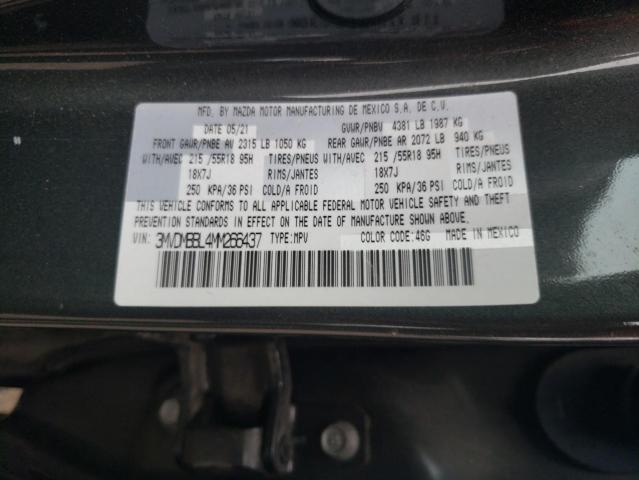 MFD. BY MAZDA MOTOR MANUFACTURING DE MEXICO S.A. DE C.V.
DATE 05/21 GVWR/PNBV 4381 LB 1987 KG
FRONT GAWR/PNBE AV 2315 LB 1050 KG REAR GAWR/PNBE AR 2072 LB 940 KG
WITH/AVEC 215/55R18 95H TIRES/PNEUS WITH/AVEC 215/55R18 95H TIRES/PNEUS
18X7J RIMS/JANTES 18X7J RIMS/JANTES
250 KPA/36 PSI COLD/A FROID 250 KPA/36 PSI COLD/A FROID
THIS VEHICLE CONFORMS TO ALL APPLICABLE FEDERAL MOTOR VEHICLE SAFETY AND THEFT
PREVENTION STANDARDS IN EFFECT ON THE DATE OF MANUFACTURE SHOWN ABOVE.
VIN: 3MVDMBBL4MM266437 TYPE:MPV COLOR CODE:46G MADE IN MEXICO